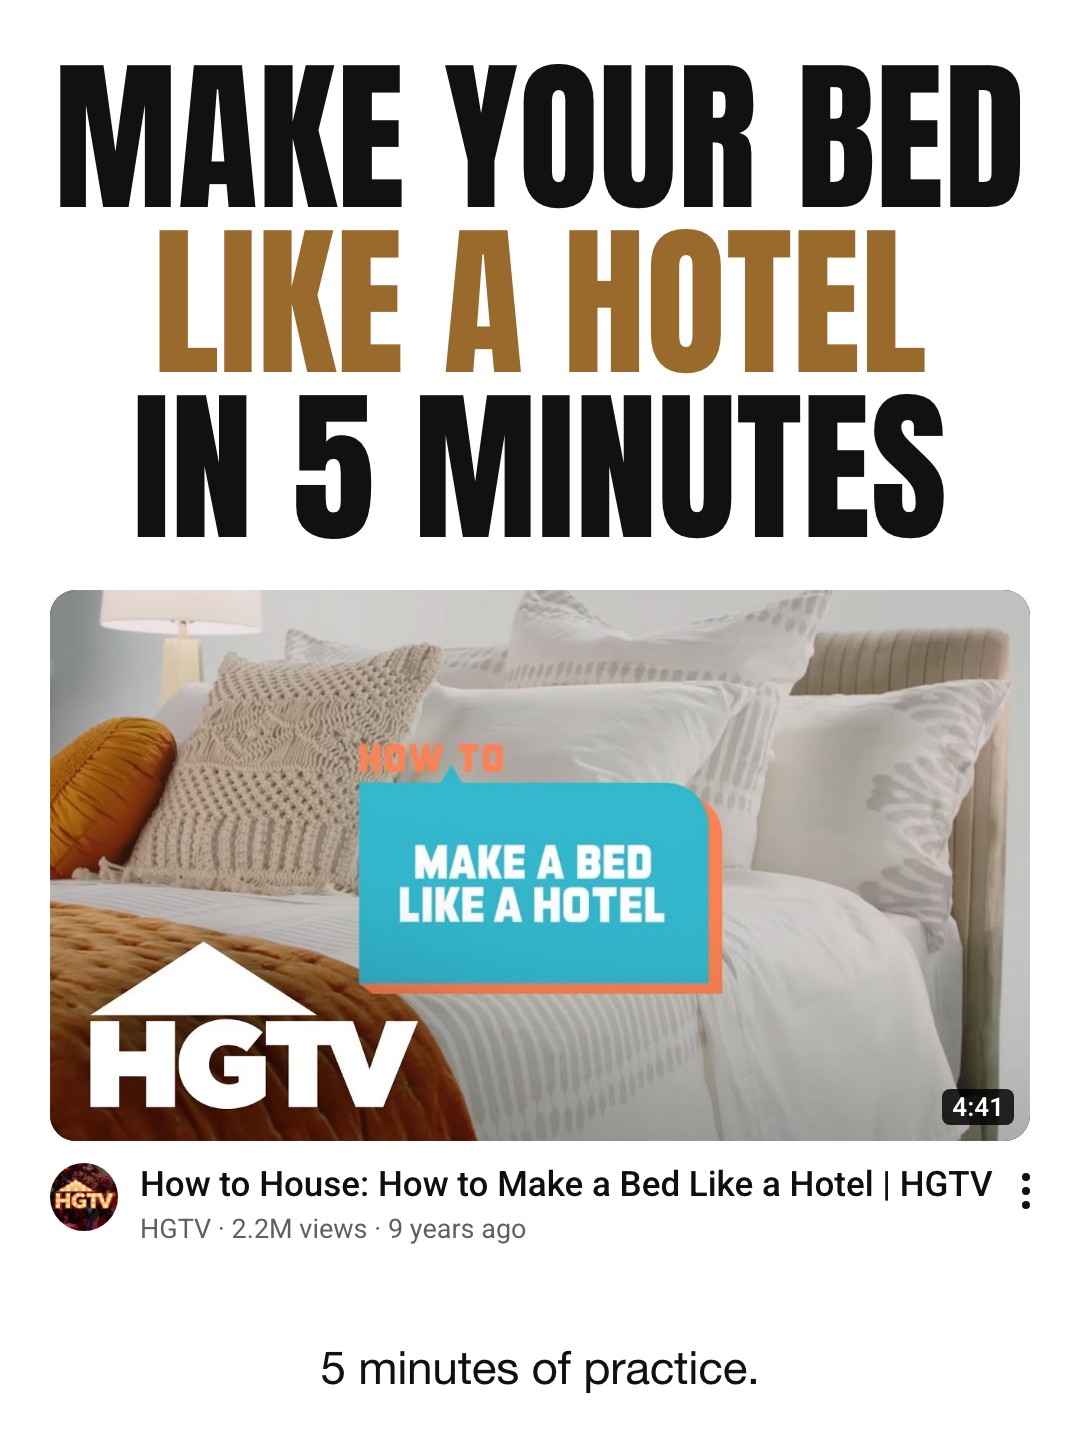 MAKE YOUR BED
LIKE A HOTEL
IN 5 MINUTES
HOW TO
MAKE A BED
LIKE A HOTEL
HGTV
4:41
HGTV
How to House: How to Make a Bed Like a Hotel | HGTV
HGTV · 2.2M views · 9 years ago
5 minutes of practice.